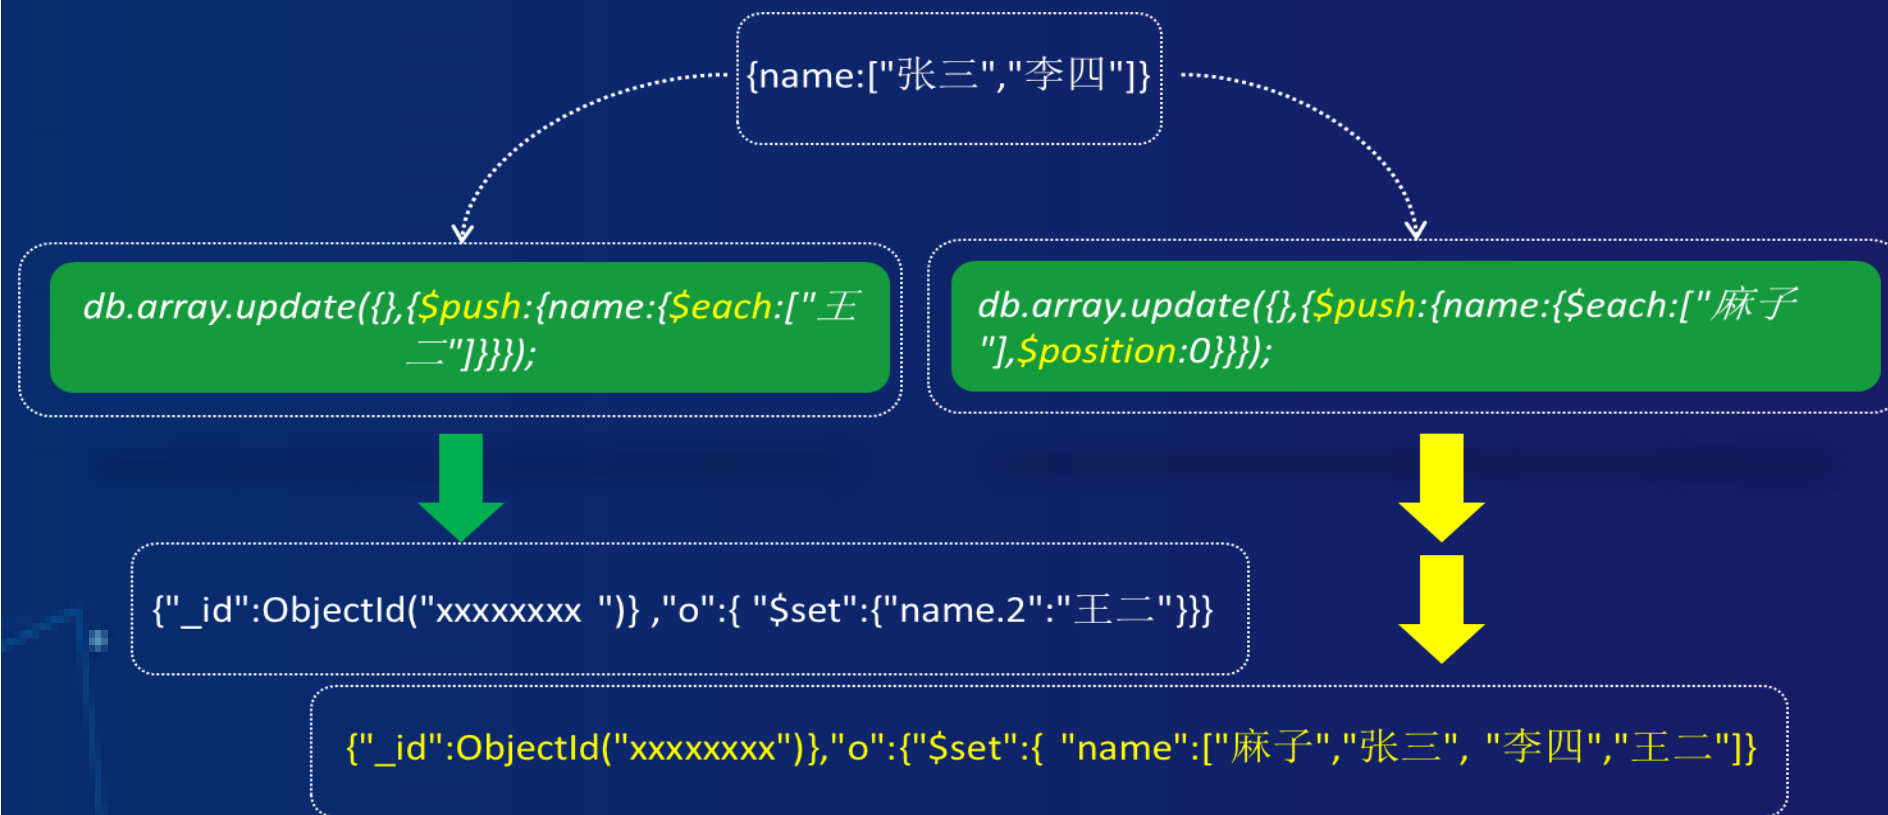 {name:["张三","李四"]}
db.array.update({},{$push:{name:{$each:["王
二"]}}});
db.array.update({},{$push:{name:{$each:["麻子
"],$position:0}}});
{"_id":ObjectId("xxxxxxxx ")} ,"o":{ "$set":{"name.2":"王二"}}}
{"_id":ObjectId("xxxxxxxx")},"o":{"$set":{ "name":["麻子","张三", "李四","王二"]}